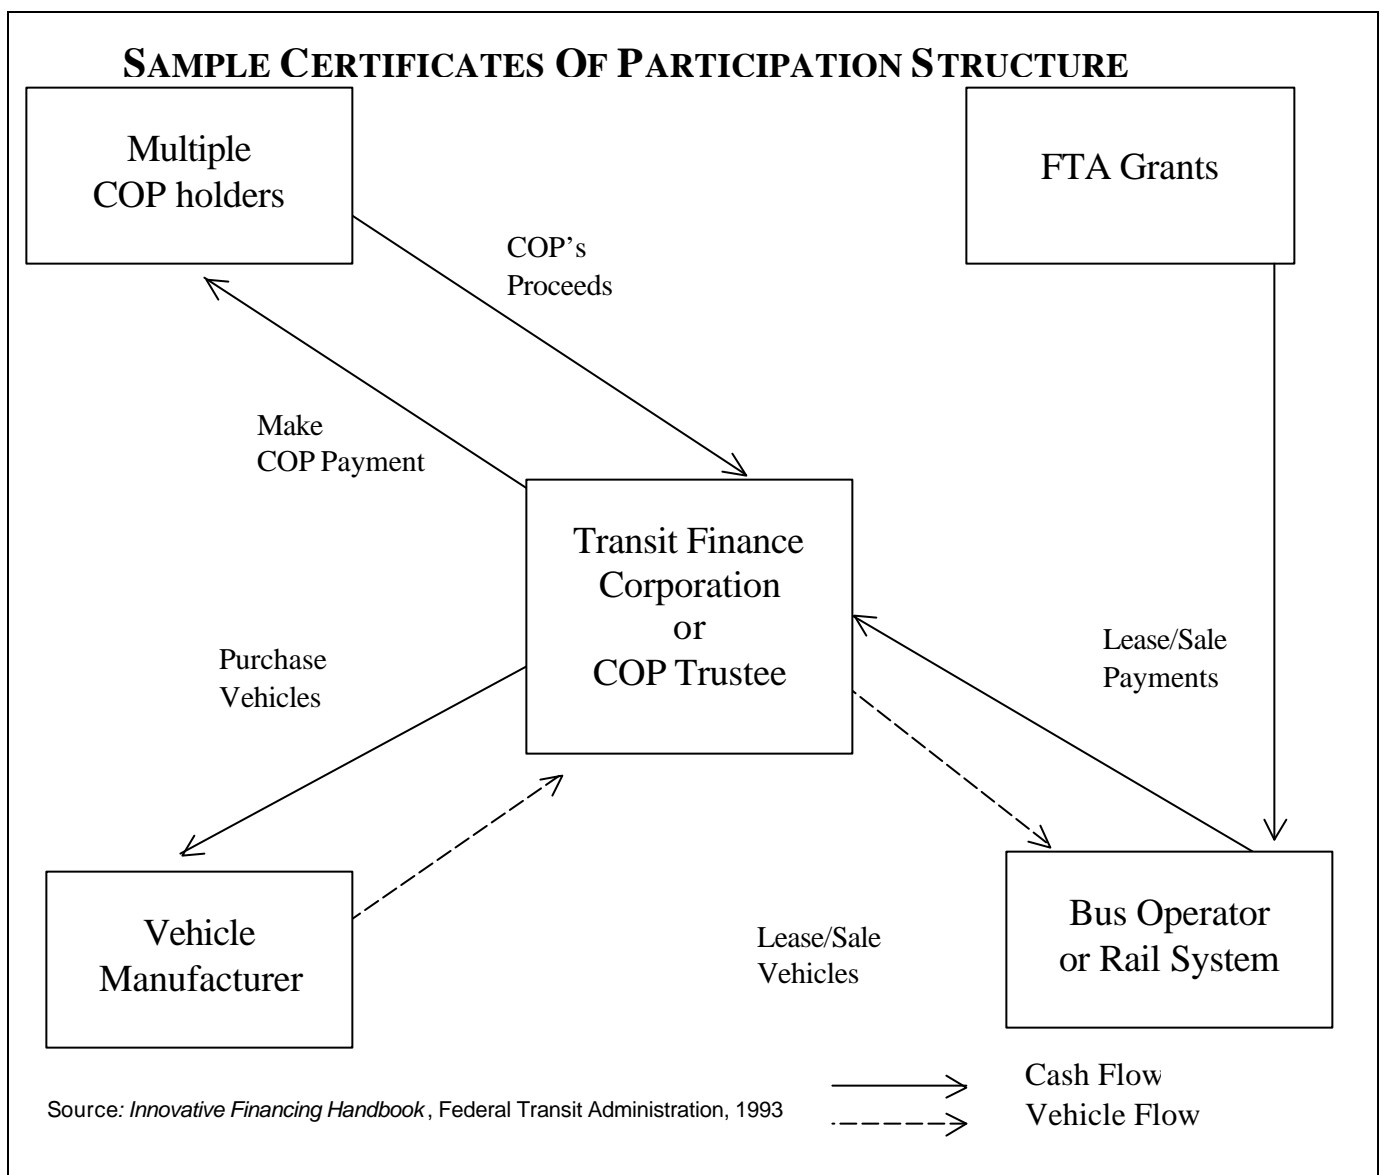 SAMPLE CERTIFICATES OF PARTICIPATION STRUCTURE
Multiple
COP holders
FTA Grants
COP’s
Proceeds
Make
COP Payment
Transit Finance
Corporation
or
COP Trustee
Purchase
Vehicles
Lease/Sale
Payments
Vehicle
Manufacturer
Lease/Sale
Vehicles
Bus Operator
or Rail System
Cash Flow
Vehicle Flow
Source: Innovative Financing Handbook, Federal Transit Administration, 1993